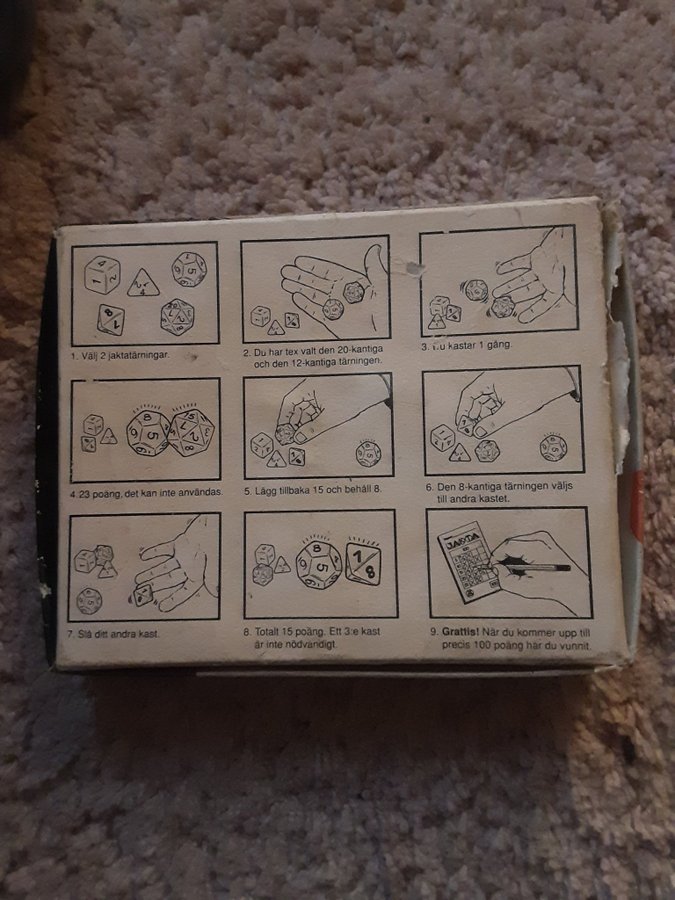 1. Välj 2 jaktatärningar.
2. Du har tex valt den 20-kantiga
och den 12-kantiga tärningen.
3. kastar 1 gång.
4. 23 poäng, det kan inte användas.
5. Lägg tillbaka 15 och behåll 8.
6. Den 8-kantiga tärningen väljs
till andra kastet.
7. Slå ditt andra kast.
8. Totalt 15 poäng. Ett 3:e kast
är inte nödvändigt.
9. Grattis! När du kommer upp till
precis 100 poäng har du vunnit.